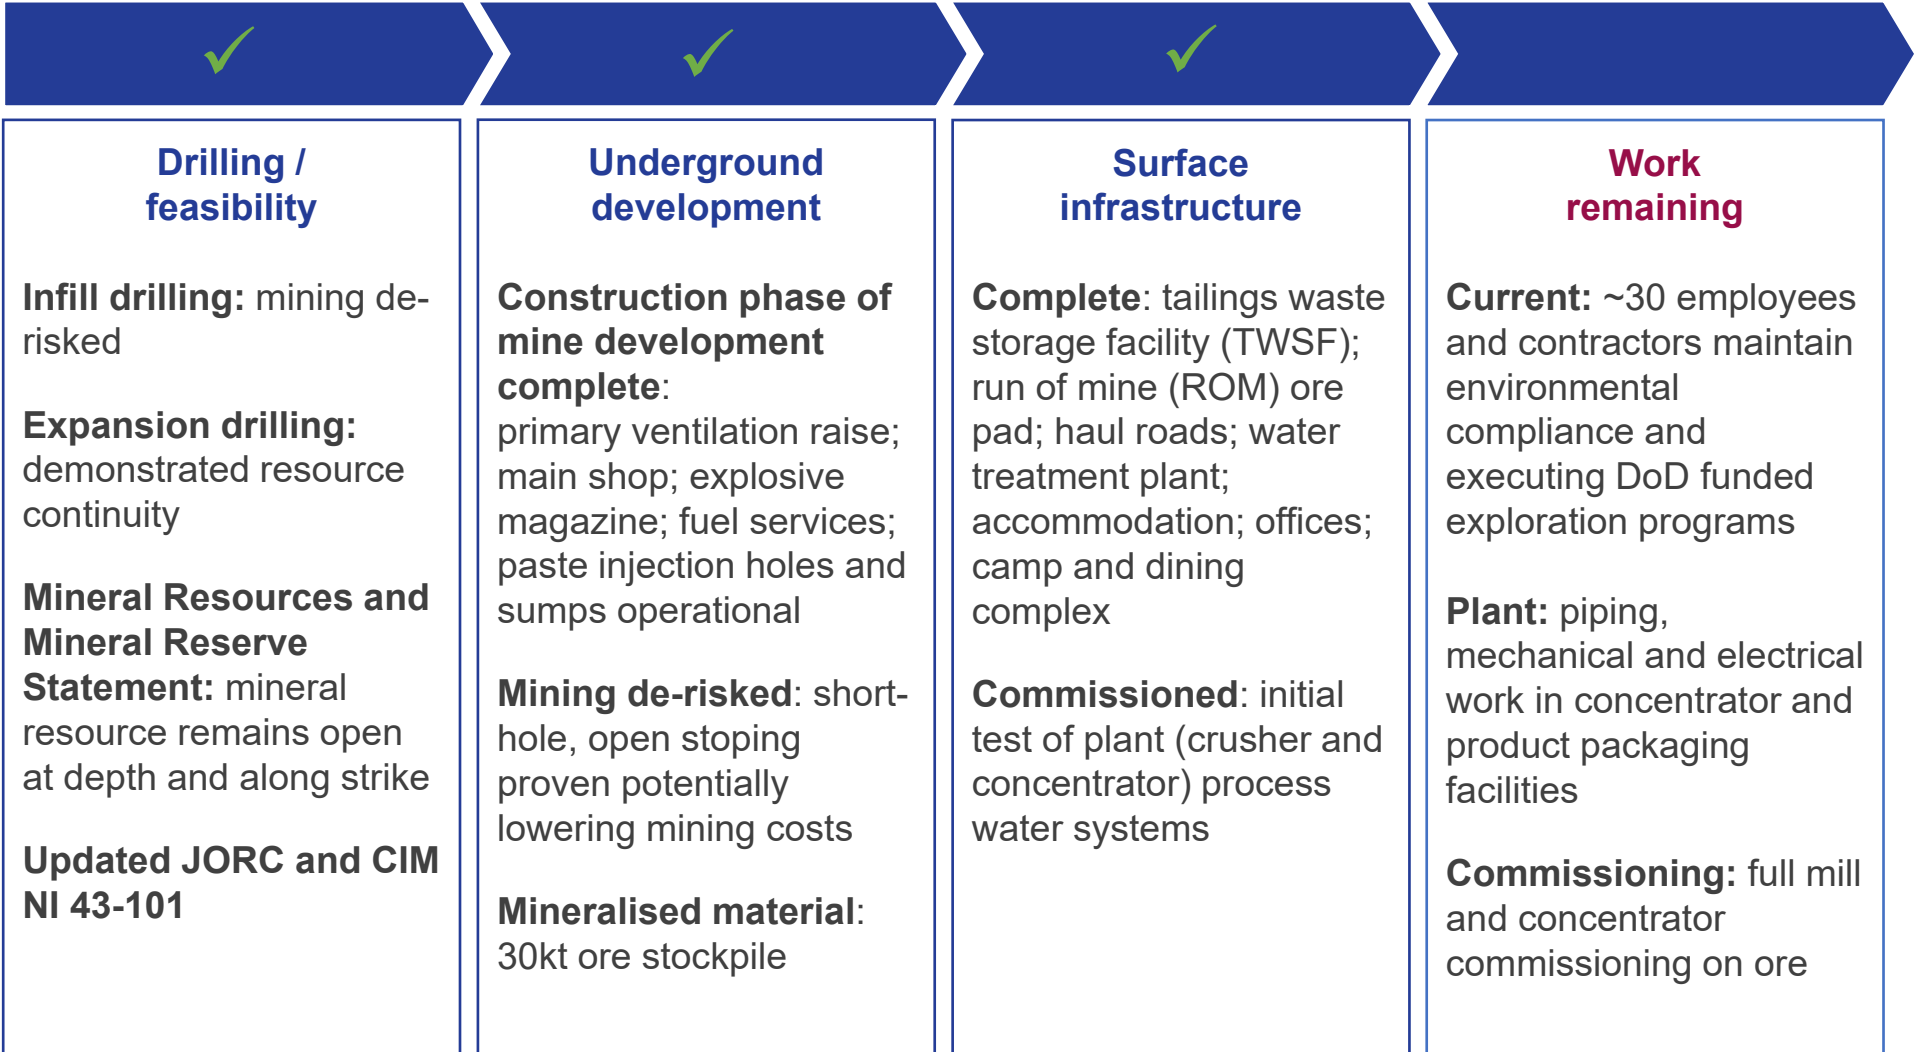 Drilling /
feasibility
Infill drilling: mining de-
risked
Expansion drilling:
demonstrated resource
continuity
Mineral Resources and
Mineral Reserve
Statement: mineral
resource remains open
at depth and along strike
Updated JORC and CIM
NI 43-101
Underground
development
Construction phase of
mine development
complete:
primary ventilation raise;
main shop; explosive
magazine; fuel services;
paste injection holes and
sumps operational
Mining de-risked: short-
hole, open stoping
proven potentially
lowering mining costs
Mineralised material:
30kt ore stockpile
Surface
infrastructure
Complete: tailings waste
storage facility (TWSF);
run of mine (ROM) ore
pad; haul roads; water
treatment plant;
accommodation; offices;
camp and dining
complex
Commissioned: initial
test of plant (crusher and
concentrator) process
water systems
Work
remaining
Current: ~30 employees
and contractors maintain
environmental
compliance and
executing DoD funded
exploration programs
Plant: piping,
mechanical and electrical
work in concentrator and
product packaging
facilities
Commissioning: full mill
and concentrator
commissioning on ore